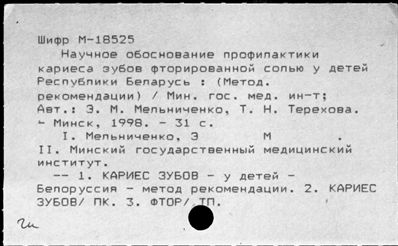 Шифр М-18525
Научное обоснование профилактики
кариеса зубов фторированной солью у детей
Республики Беларусь : (Метод.
рекомендации) / Мин. гос. мед. ин-т;
Авт.: Э. М. Мельниченко, Т. Н. Терехова.
- Минск, 1998. - 31 с.
I. Мельниченко, Э М .
II. Минский государственный медицинский
институт.
-- 1. КАРИЕС ЗУБОВ - у детей -
Белоруссия - метод рекомендации. 2. КАРИЕС
ЗУБОВ/ ПК. 3. ФТОР/ ТП.